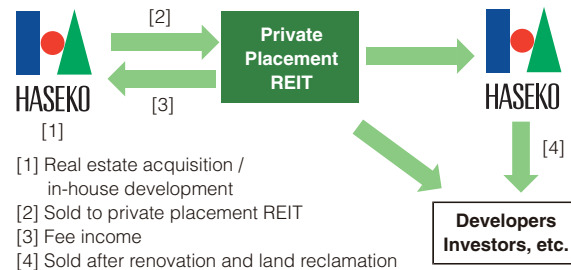 [2]
Private
Placement
REIT
HASEKO
[3]
HASEKO
[1]
[4]
[1] Real estate acquisition /
in-house development
[2] Sold to private placement REIT
[3] Fee income
[4] Sold after renovation and land reclamation
Developers
Investors, etc.